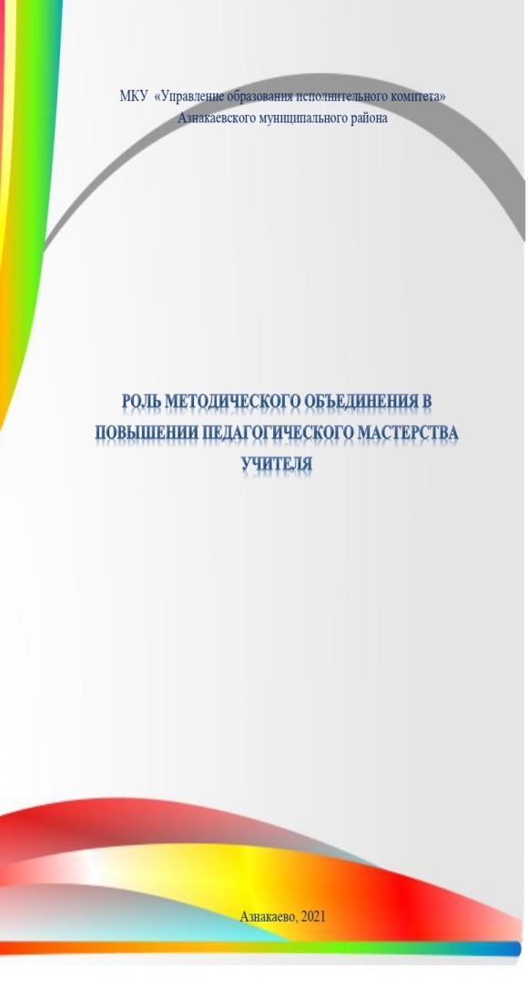 МКУ «Управление образования исполнительного комитета»
Азнакаевского муниципального района
РОЛЬ МЕТОДИЧЕСКОГО ОБЪЕДИНЕНИЯ В
ПОВЫШЕНИИ ПЕДАГОГИЧЕСКОГО МАСТЕРСТВА
УЧИТЕЛЯ
Азнакаево, 2021